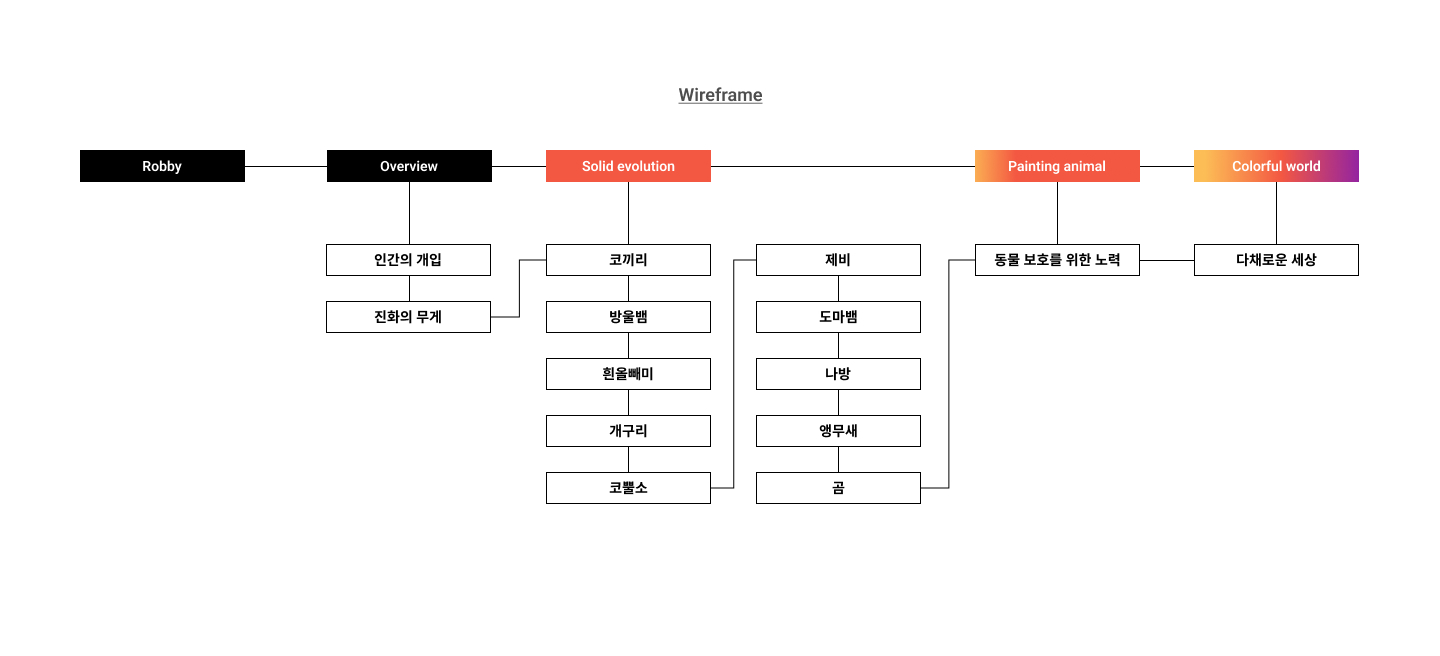 Wireframe
Robby
Overview
Solid evolution
Painting animal
Colorful world
인간의 개입
진화의 무게
코끼리
방울뱀
흰올빼미
개구리
코뿔소
제비
도마뱀
나방
앵무새
곰
동물 보호를 위한 노력
다채로운 세상